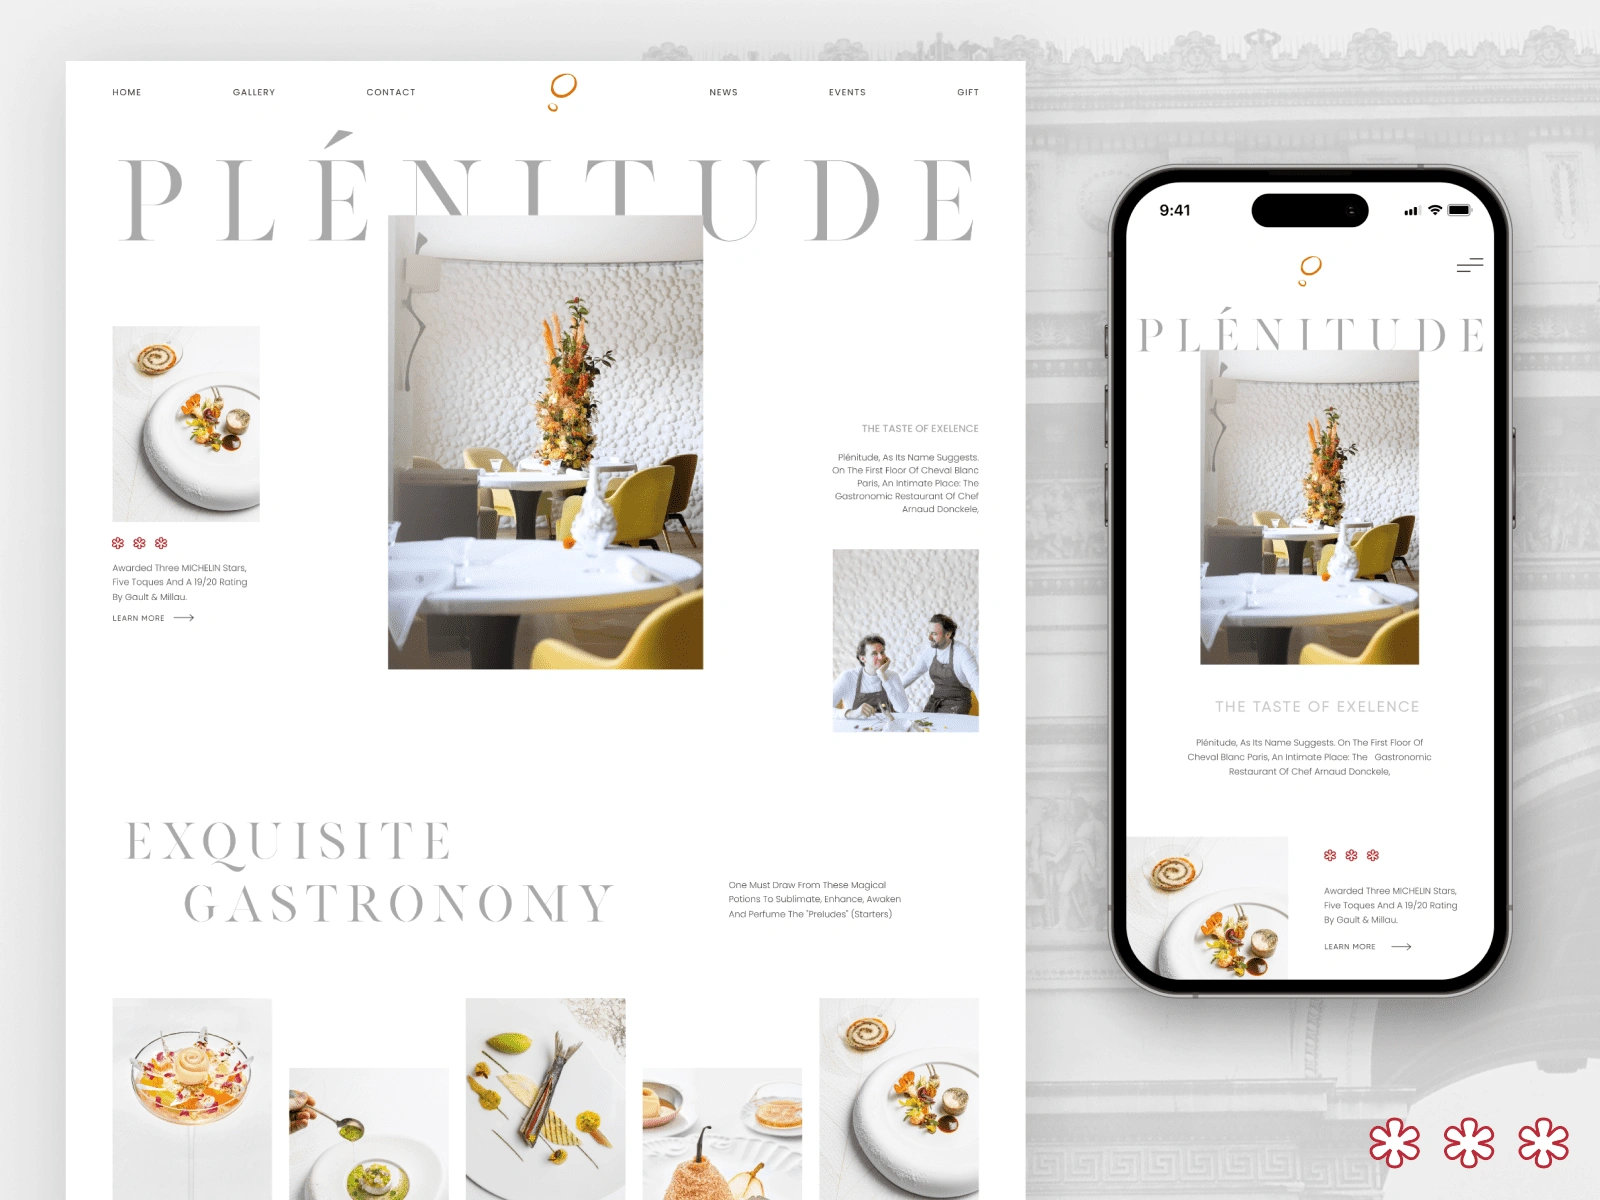 HOME GALLERY CONTACT NEWS EVENTS GIFT
PLÉNITUDE
Awarded Three MICHELIN Stars,
Five Toques And A 19/20 Rating
By Gault & Millau.
LEARN MORE
THE TASTE OF EXELENCE
Plénitude, As Its Name Suggests.
On The First Floor Of Cheval Blanc
Paris, An Intimate Place: The
Gastronomic Restaurant Of Chef
Arnaud Donckele,
EXQUISITE
GASTRONOMY
One Must Draw From These Magical
Potions To Sublimate, Enhance, Awaken
And Perfume The "Preludes" (Starters)
9:41
PLÉNITUDE
THE TASTE OF EXELENCE
Plénitude, As Its Name Suggests. On The First Floor Of
Cheval Blanc Paris, An Intimate Place: The Gastronomic
Restaurant Of Chef Arnaud Donckele,
Awarded Three MICHELIN Stars,
Five Toques And A 19/20 Rating
By Gault & Millau.
LEARN MORE